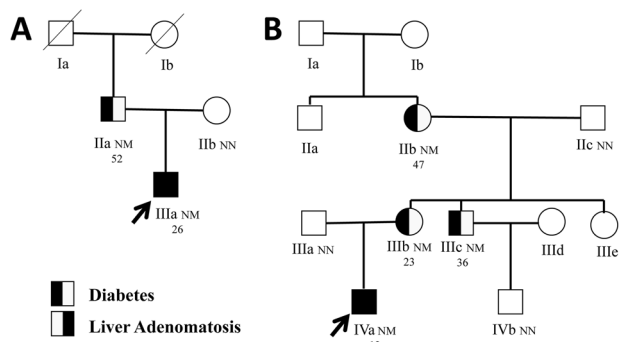 A B
Ia Ib Ia Ib
IIa NM IIb NN IIa IIb NM IIc NN
52 47
IIIa NM IIIa NN IIIb NM IIIc NM IIId IIIe
26 23 36
Diabetes
Liver Adenomatosis
IVa NM IVb NN